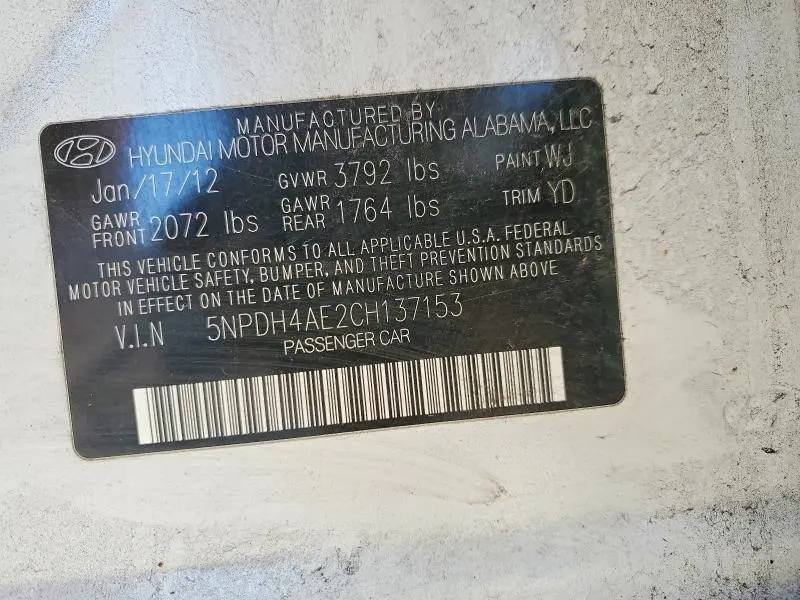 MANUFACTURED BY
HYUNDAI MOTOR MANUFACTURING ALABAMA, LLC
Jan/17/12 GVWR 3792 lbs PAINT WJ
GAWR FRONT 2072 lbs GAWR REAR 1764 lbs TRIM YD
THIS VEHICLE CONFORMS TO ALL APPLICABLE U.S.A. FEDERAL
MOTOR VEHICLE SAFETY, BUMPER, AND THEFT PREVENTION STANDARDS
IN EFFECT ON THE DATE OF MANUFACTURE SHOWN ABOVE
V.I.N 5NPDH4AE2CH137153
PASSENGER CAR